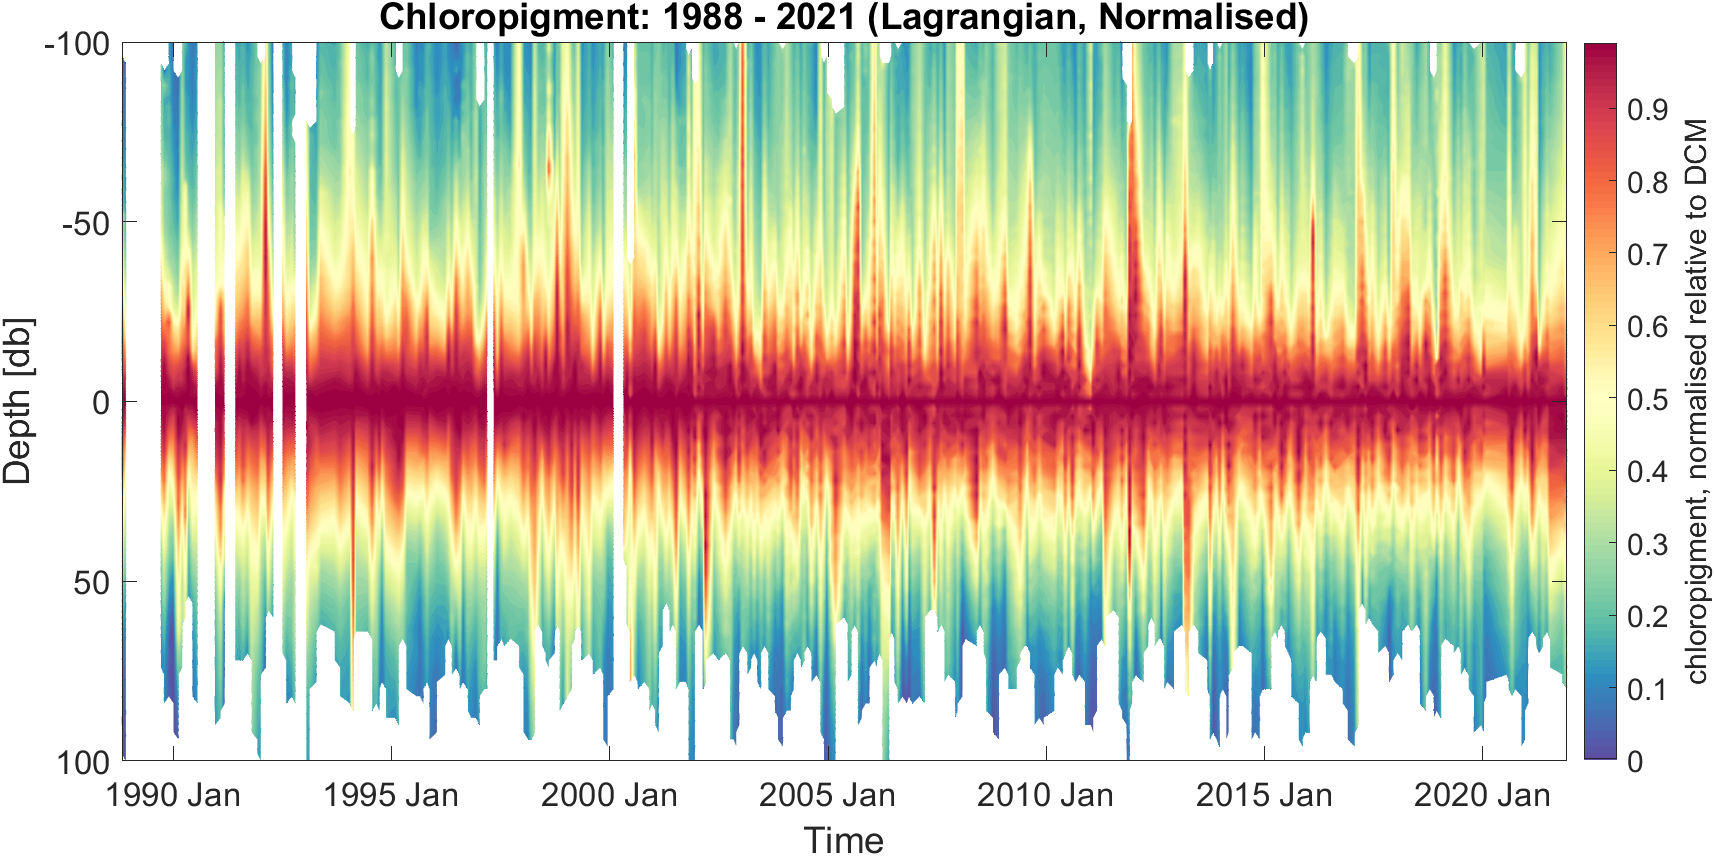 Chloropigment: 1988 - 2021 (Lagrangian, Normalised)
-100
-50
0
50
100
Depth [db]
1990 Jan
1995 Jan
2000 Jan
2005 Jan
2010 Jan
2015 Jan
2020 Jan
Time
0.9
0.8
0.7
0.6
0.5
0.4
0.3
0.2
0.1
0
chloropigment, normalised relative to DCM